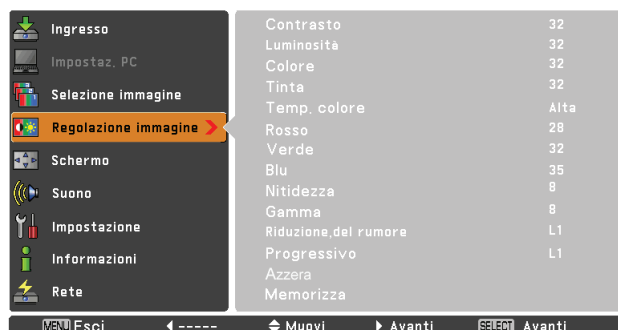 Ingresso
Impostaz. PC
Selezione immagine
Regolazione immagine
Schermo
Suono
Impostazione
Informazioni
Rete
Contrasto 32
Luminosità 32
Colore 32
Tinta 32
Temp. colore Alta
Rosso 28
Verde 32
Blu 35
Nitidezza 8
Gamma 8
Riduzione,del rumore L1
Progressivo L1
Azzera
Memorizza
MENU Esci ----- Muovi Avanti SELECT Avanti